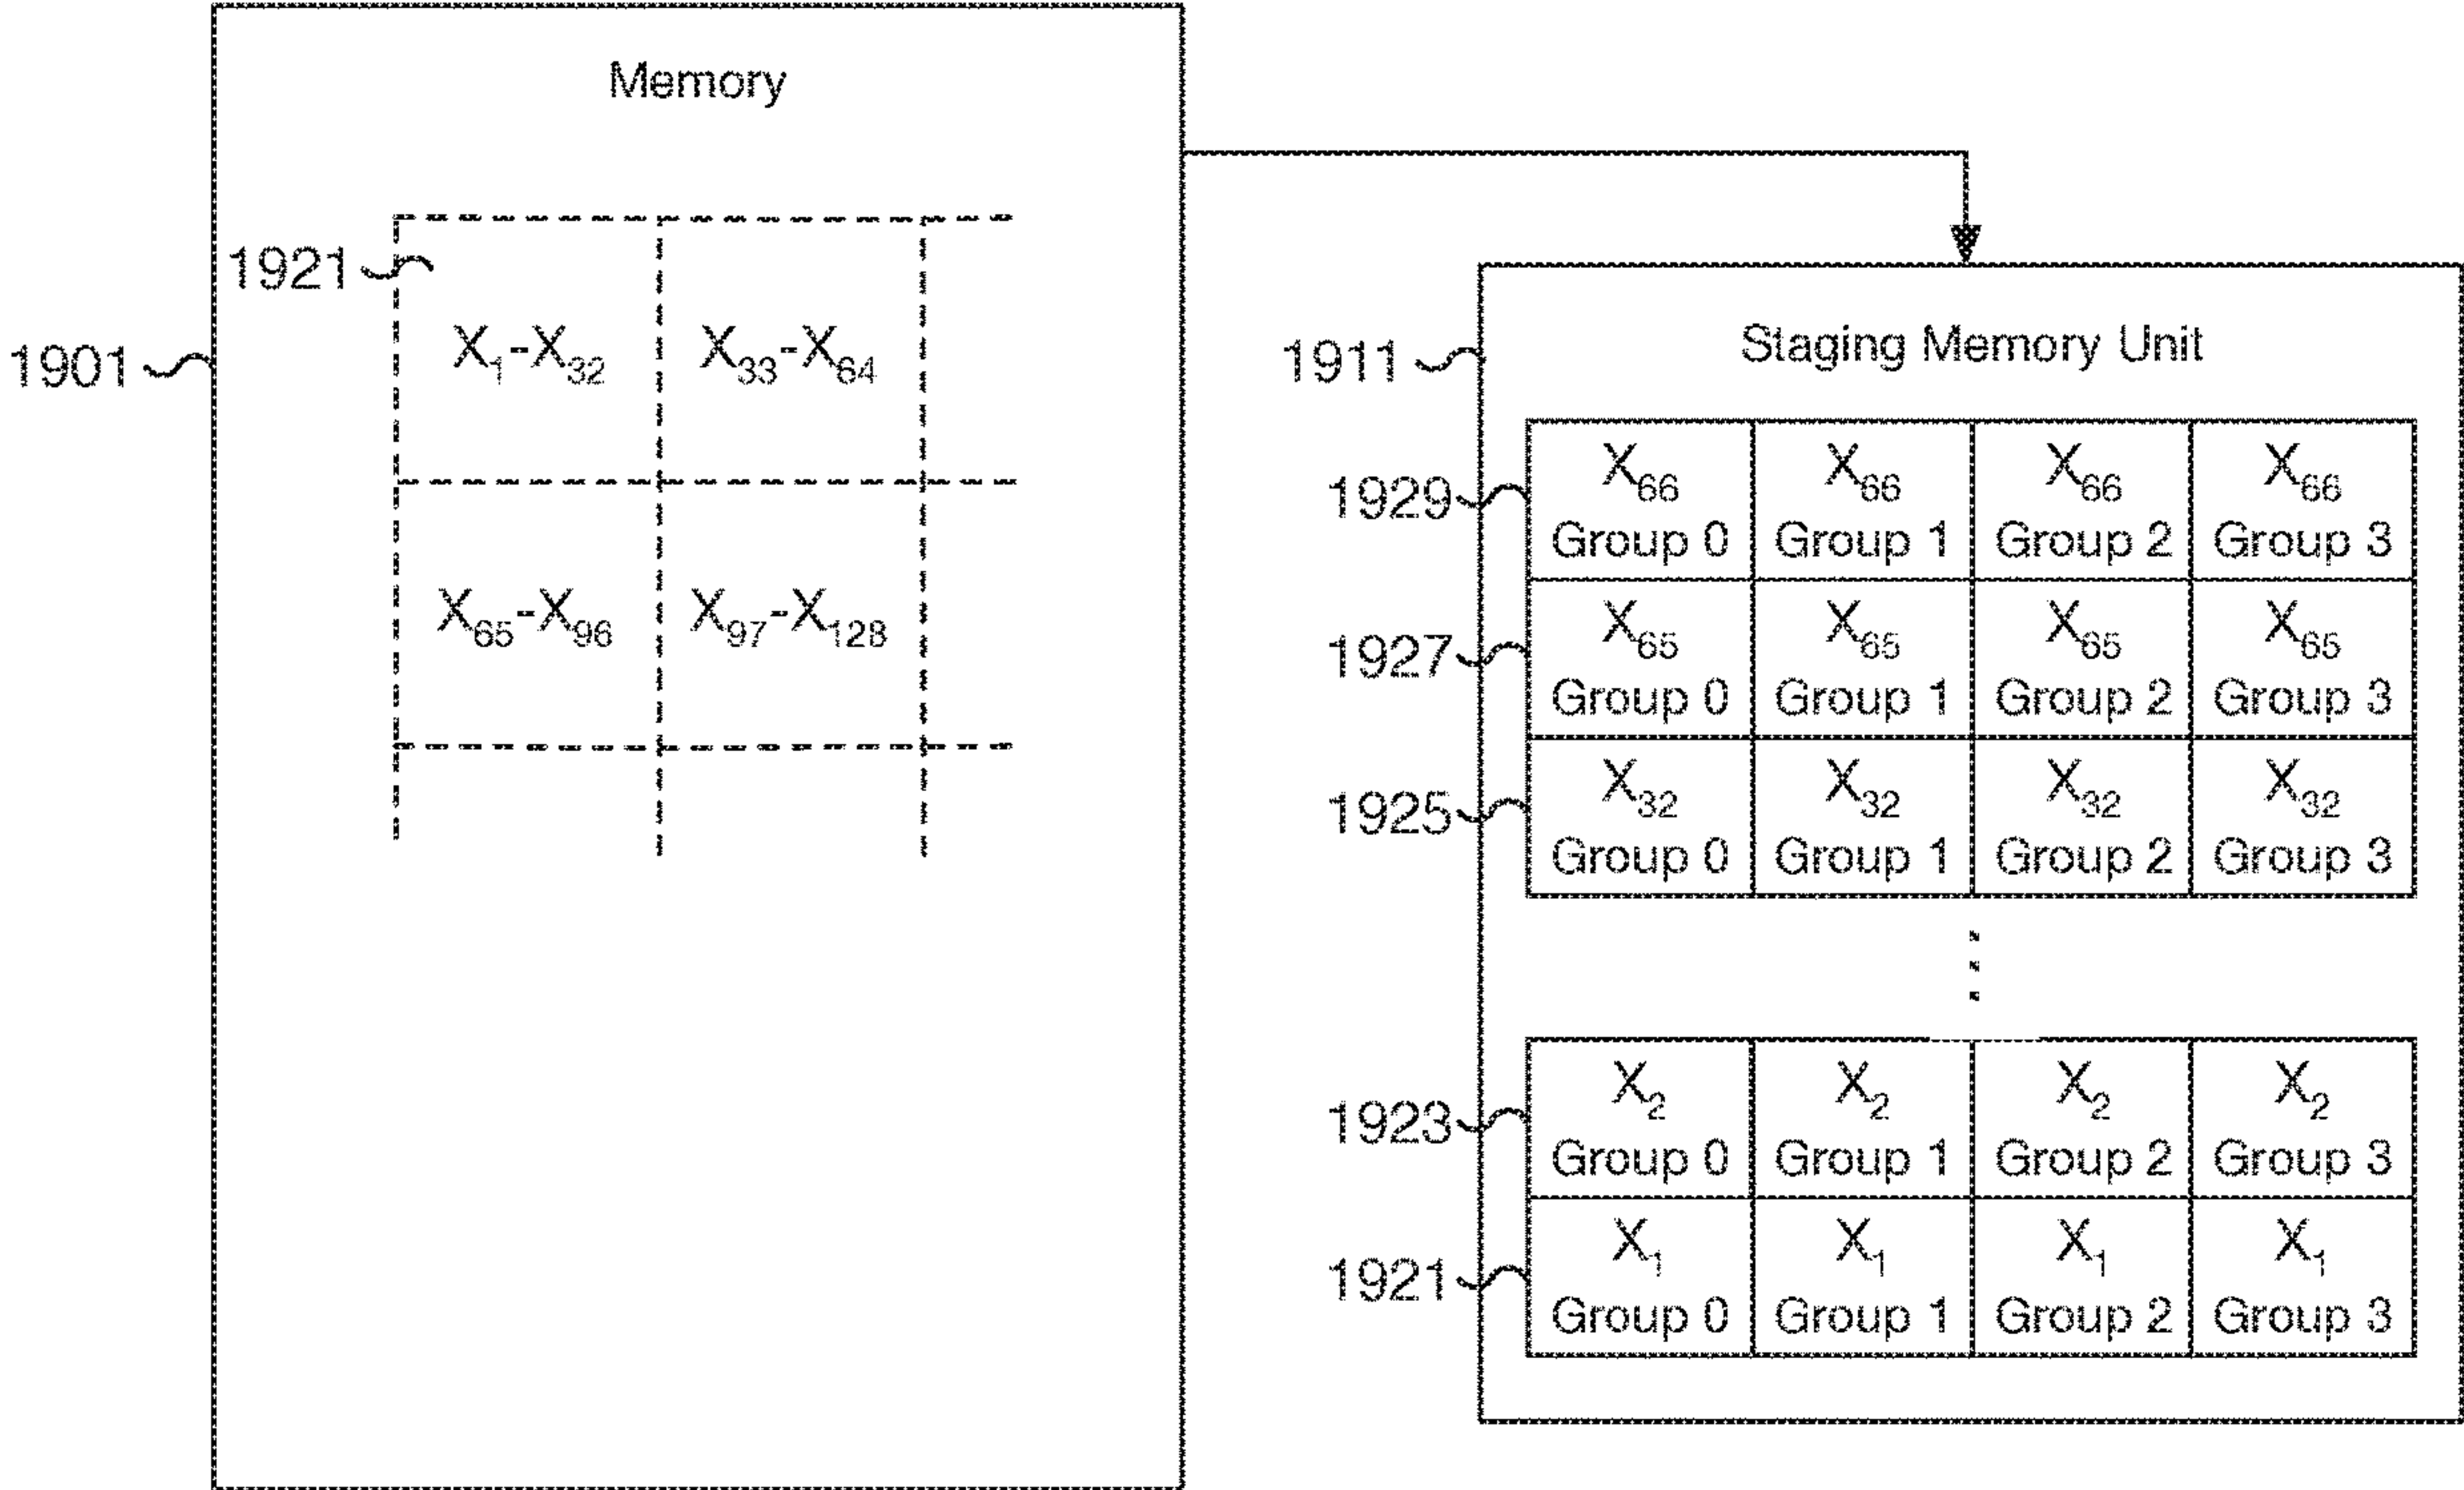 Memory
1921
X₁-X₃₂ X₃₃-X₆₄
1901
X₆₅-X₉₆ X₉₇-X₁₂₈
1911
Staging Memory Unit
1929
X₆₆ X₆₆ X₆₆ X₆₆
Group 0 Group 1 Group 2 Group 3
1927
X₆₅ X₆₅ X₆₅ X₆₅
Group 0 Group 1 Group 2 Group 3
1925
X₃₂ X₃₂ X₃₂ X₃₂
Group 0 Group 1 Group 2 Group 3
1923
X₂ X₂ X₂ X₂
Group 0 Group 1 Group 2 Group 3
1921
X₁ X₁ X₁ X₁
Group 0 Group 1 Group 2 Group 3